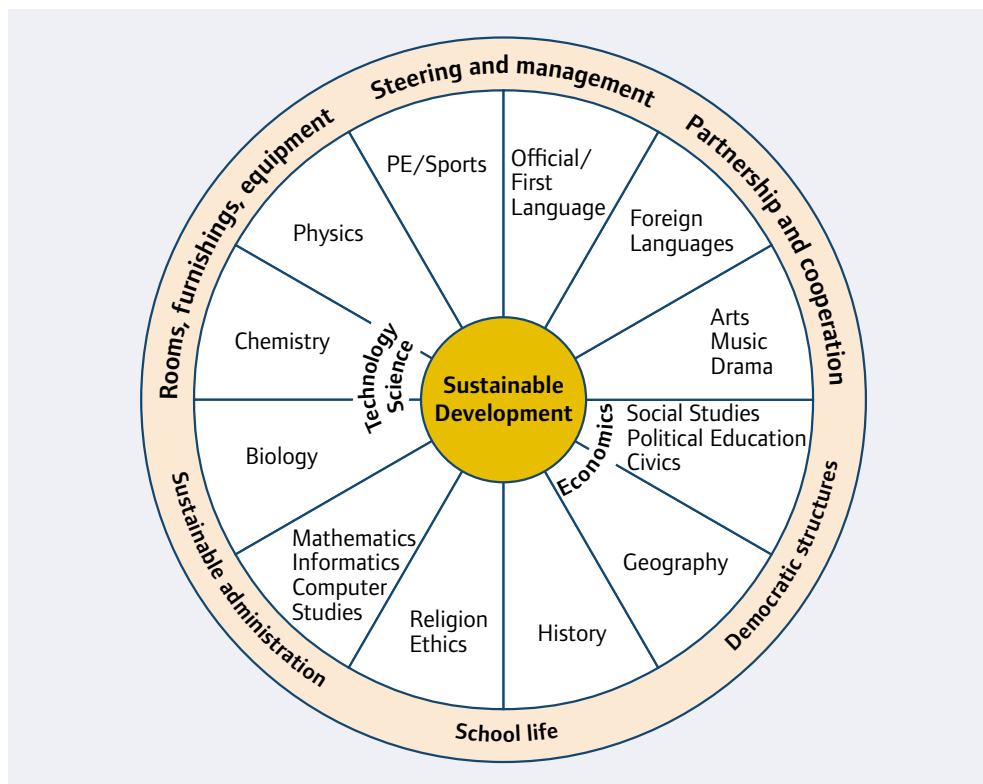 Steering and management
Partnership and cooperation
Democratic structures
School life
Sustainable administration
Rooms, furnishings, equipment
PE/Sports
Official/
First
Language
Foreign
Languages
Arts
Music
Drama
Social Studies
Political Education
Civics
Geography
History
Religion
Ethics
Mathematics
Informatics
Computer
Studies
Biology
Chemistry
Physics
Technology
Science
Economics
Sustainable
Development